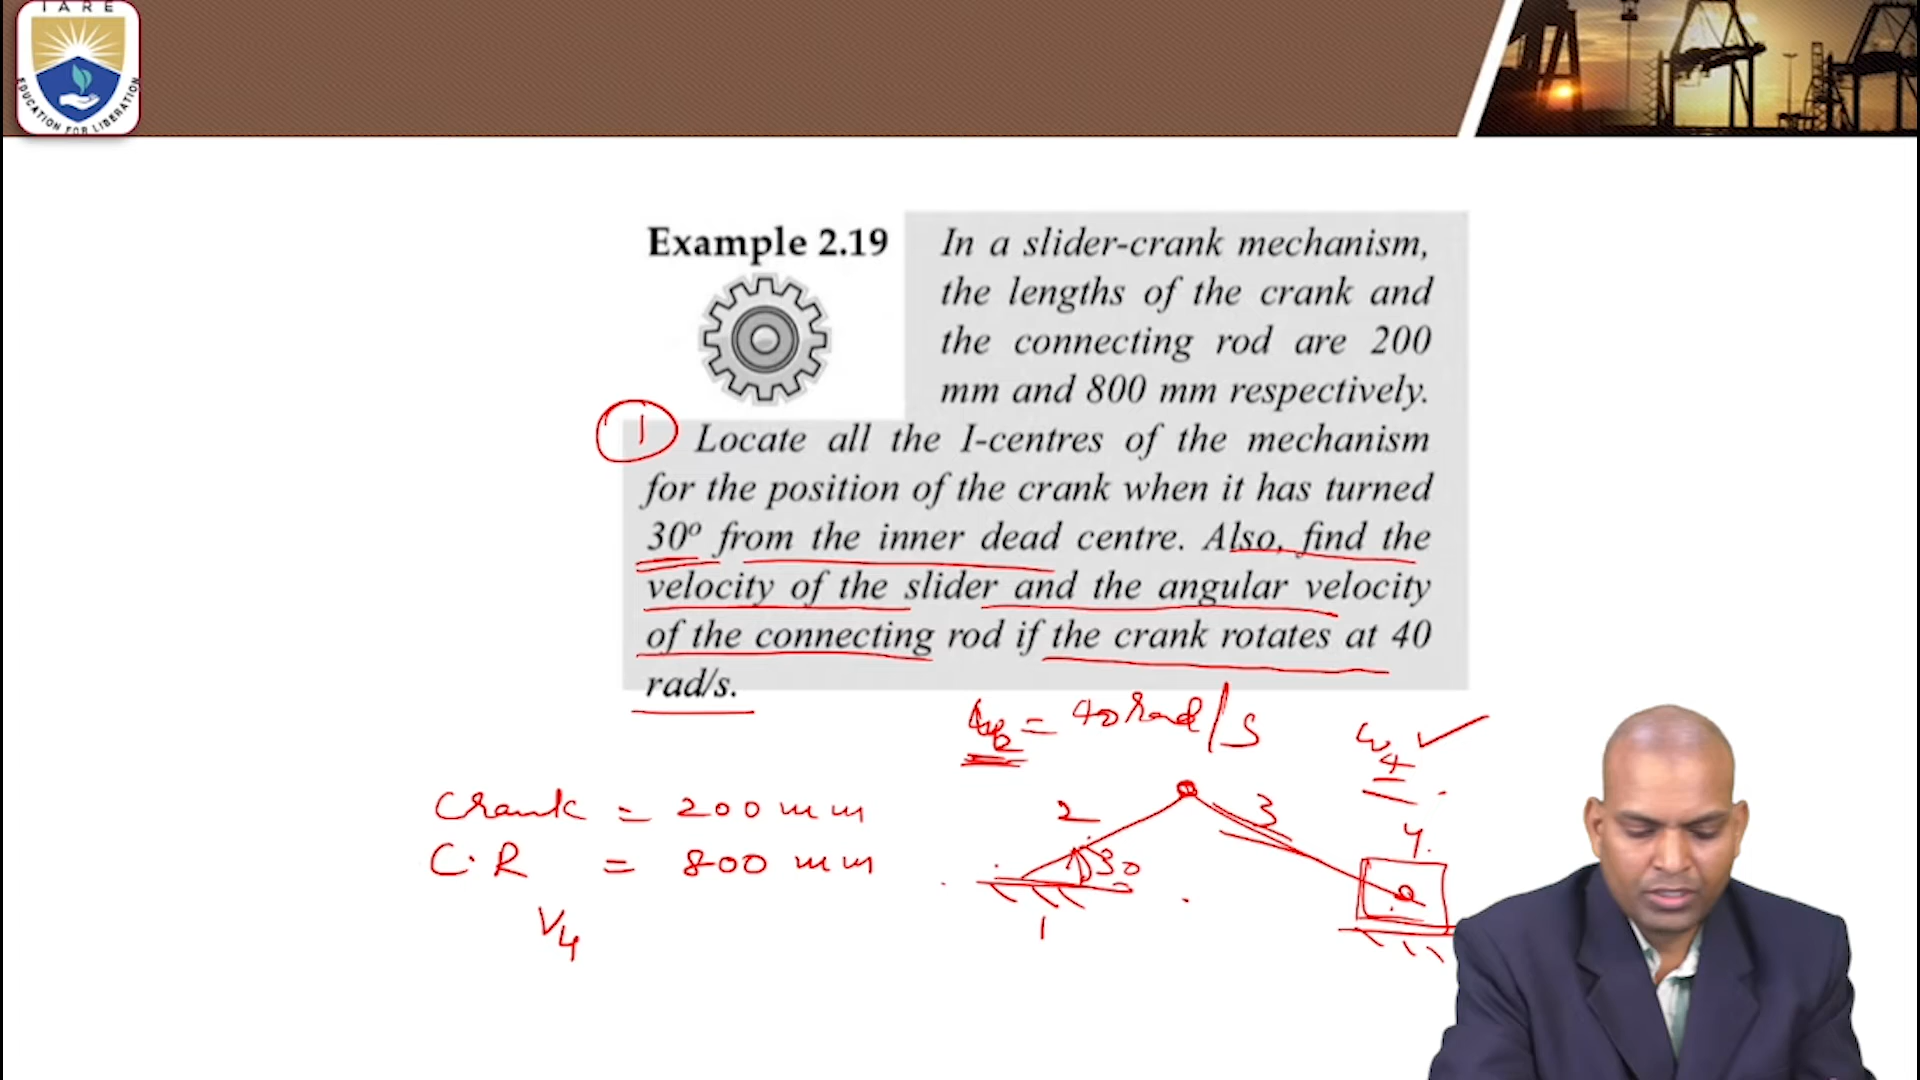 IARE
EDUCATION FOR LIBERATION
Example 2.19
In a slider-crank mechanism,
the lengths of the crank and
the connecting rod are 200
mm and 800 mm respectively.
1
Locate all the I-centres of the mechanism
for the position of the crank when it has turned
30º from the inner dead centre. Also, find the
velocity of the slider and the angular velocity
of the connecting rod if the crank rotates at 40
rad/s.
= 40 rad/s
ω4
Crank = 200 mm
C.R = 800 mm
V4
2
3
4
30
1